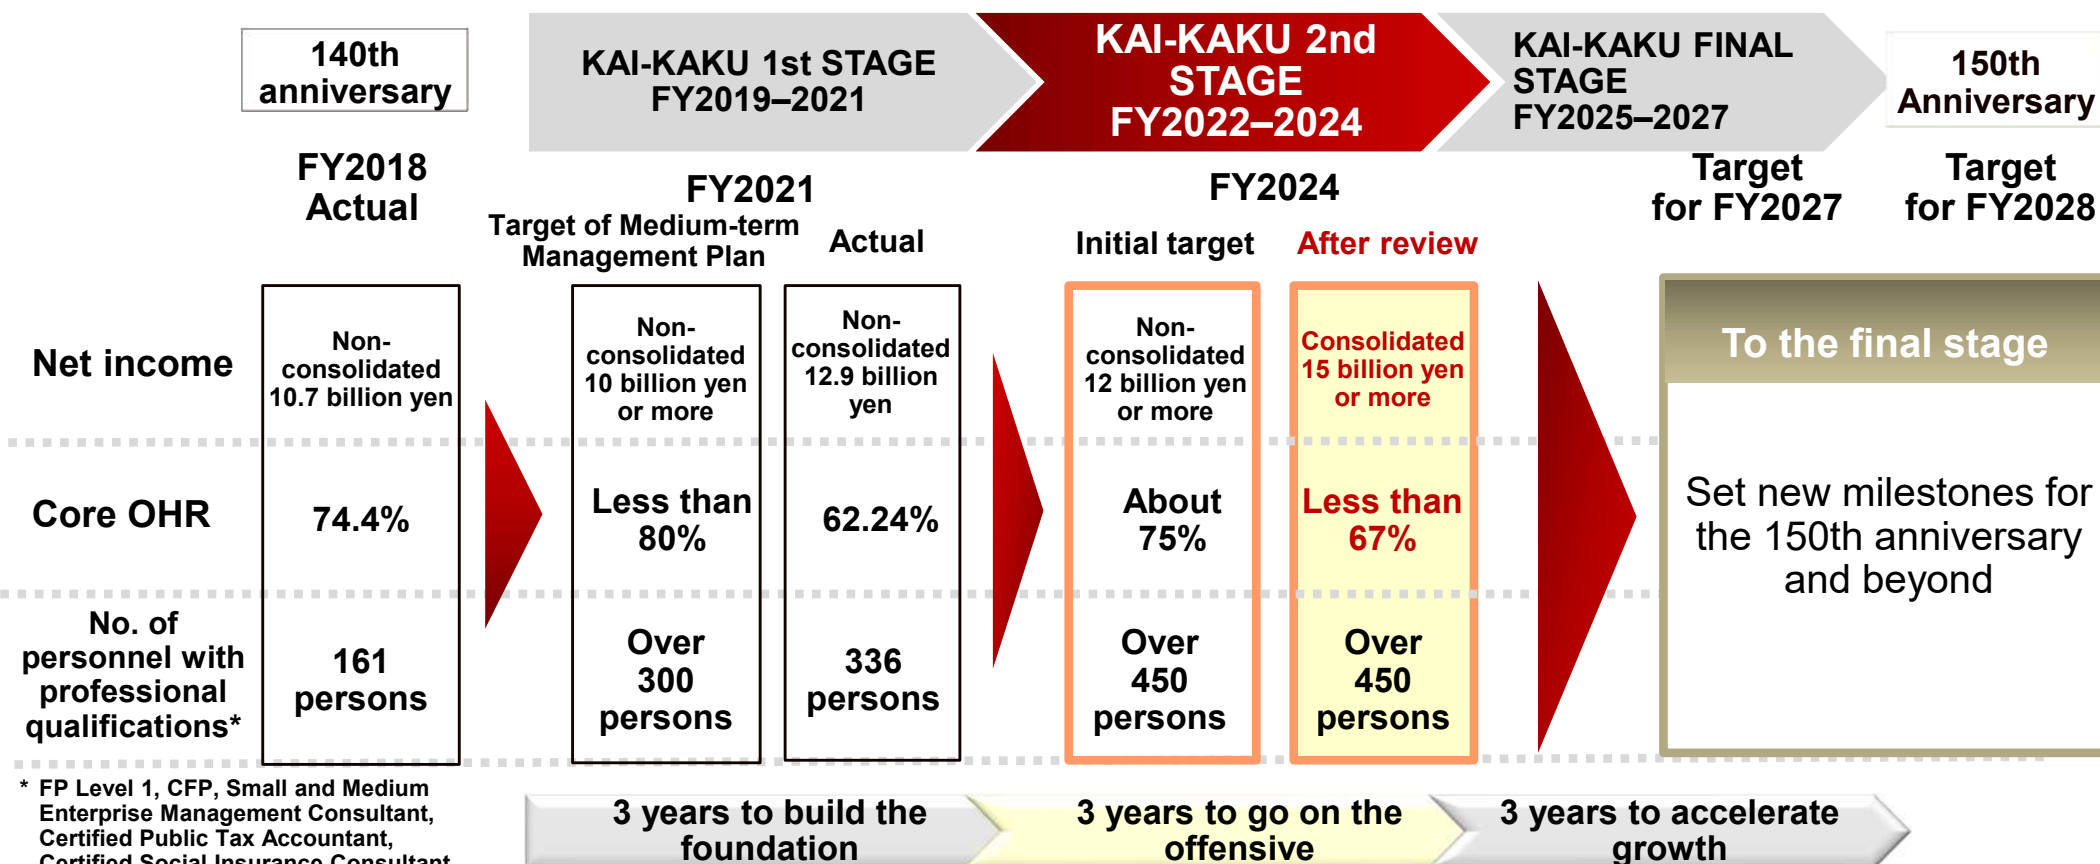 140th
anniversary
KAI-KAKU 1st STAGE
FY2019–2021
KAI-KAKU 2nd
STAGE
FY2022–2024
KAI-KAKU FINAL
STAGE
FY2025–2027
150th
Anniversary
FY2018
Actual
FY2021
Target of Medium-term
Management Plan
Actual
FY2024
Initial target
After review
Target
for FY2027
Target
for FY2028
Net income
Non-
consolidated
10.7 billion yen
Non-
consolidated
10 billion yen
or more
Non-
consolidated
12.9 billion
yen
Non-
consolidated
12 billion yen
or more
Consolidated
15 billion yen
or more
To the final stage
Core OHR
74.4%
Less than
80%
62.24%
About
75%
Less than
67%
Set new milestones for
the 150th anniversary
and beyond
No. of
personnel with
professional
qualifications*
161
persons
Over
300
persons
336
persons
Over
450
persons
Over
450
persons
* FP Level 1, CFP, Small and Medium
Enterprise Management Consultant,
Certified Public Tax Accountant,
Certified Social Insurance Consultant
3 years to build the
foundation
3 years to go on the
offensive
3 years to accelerate
growth